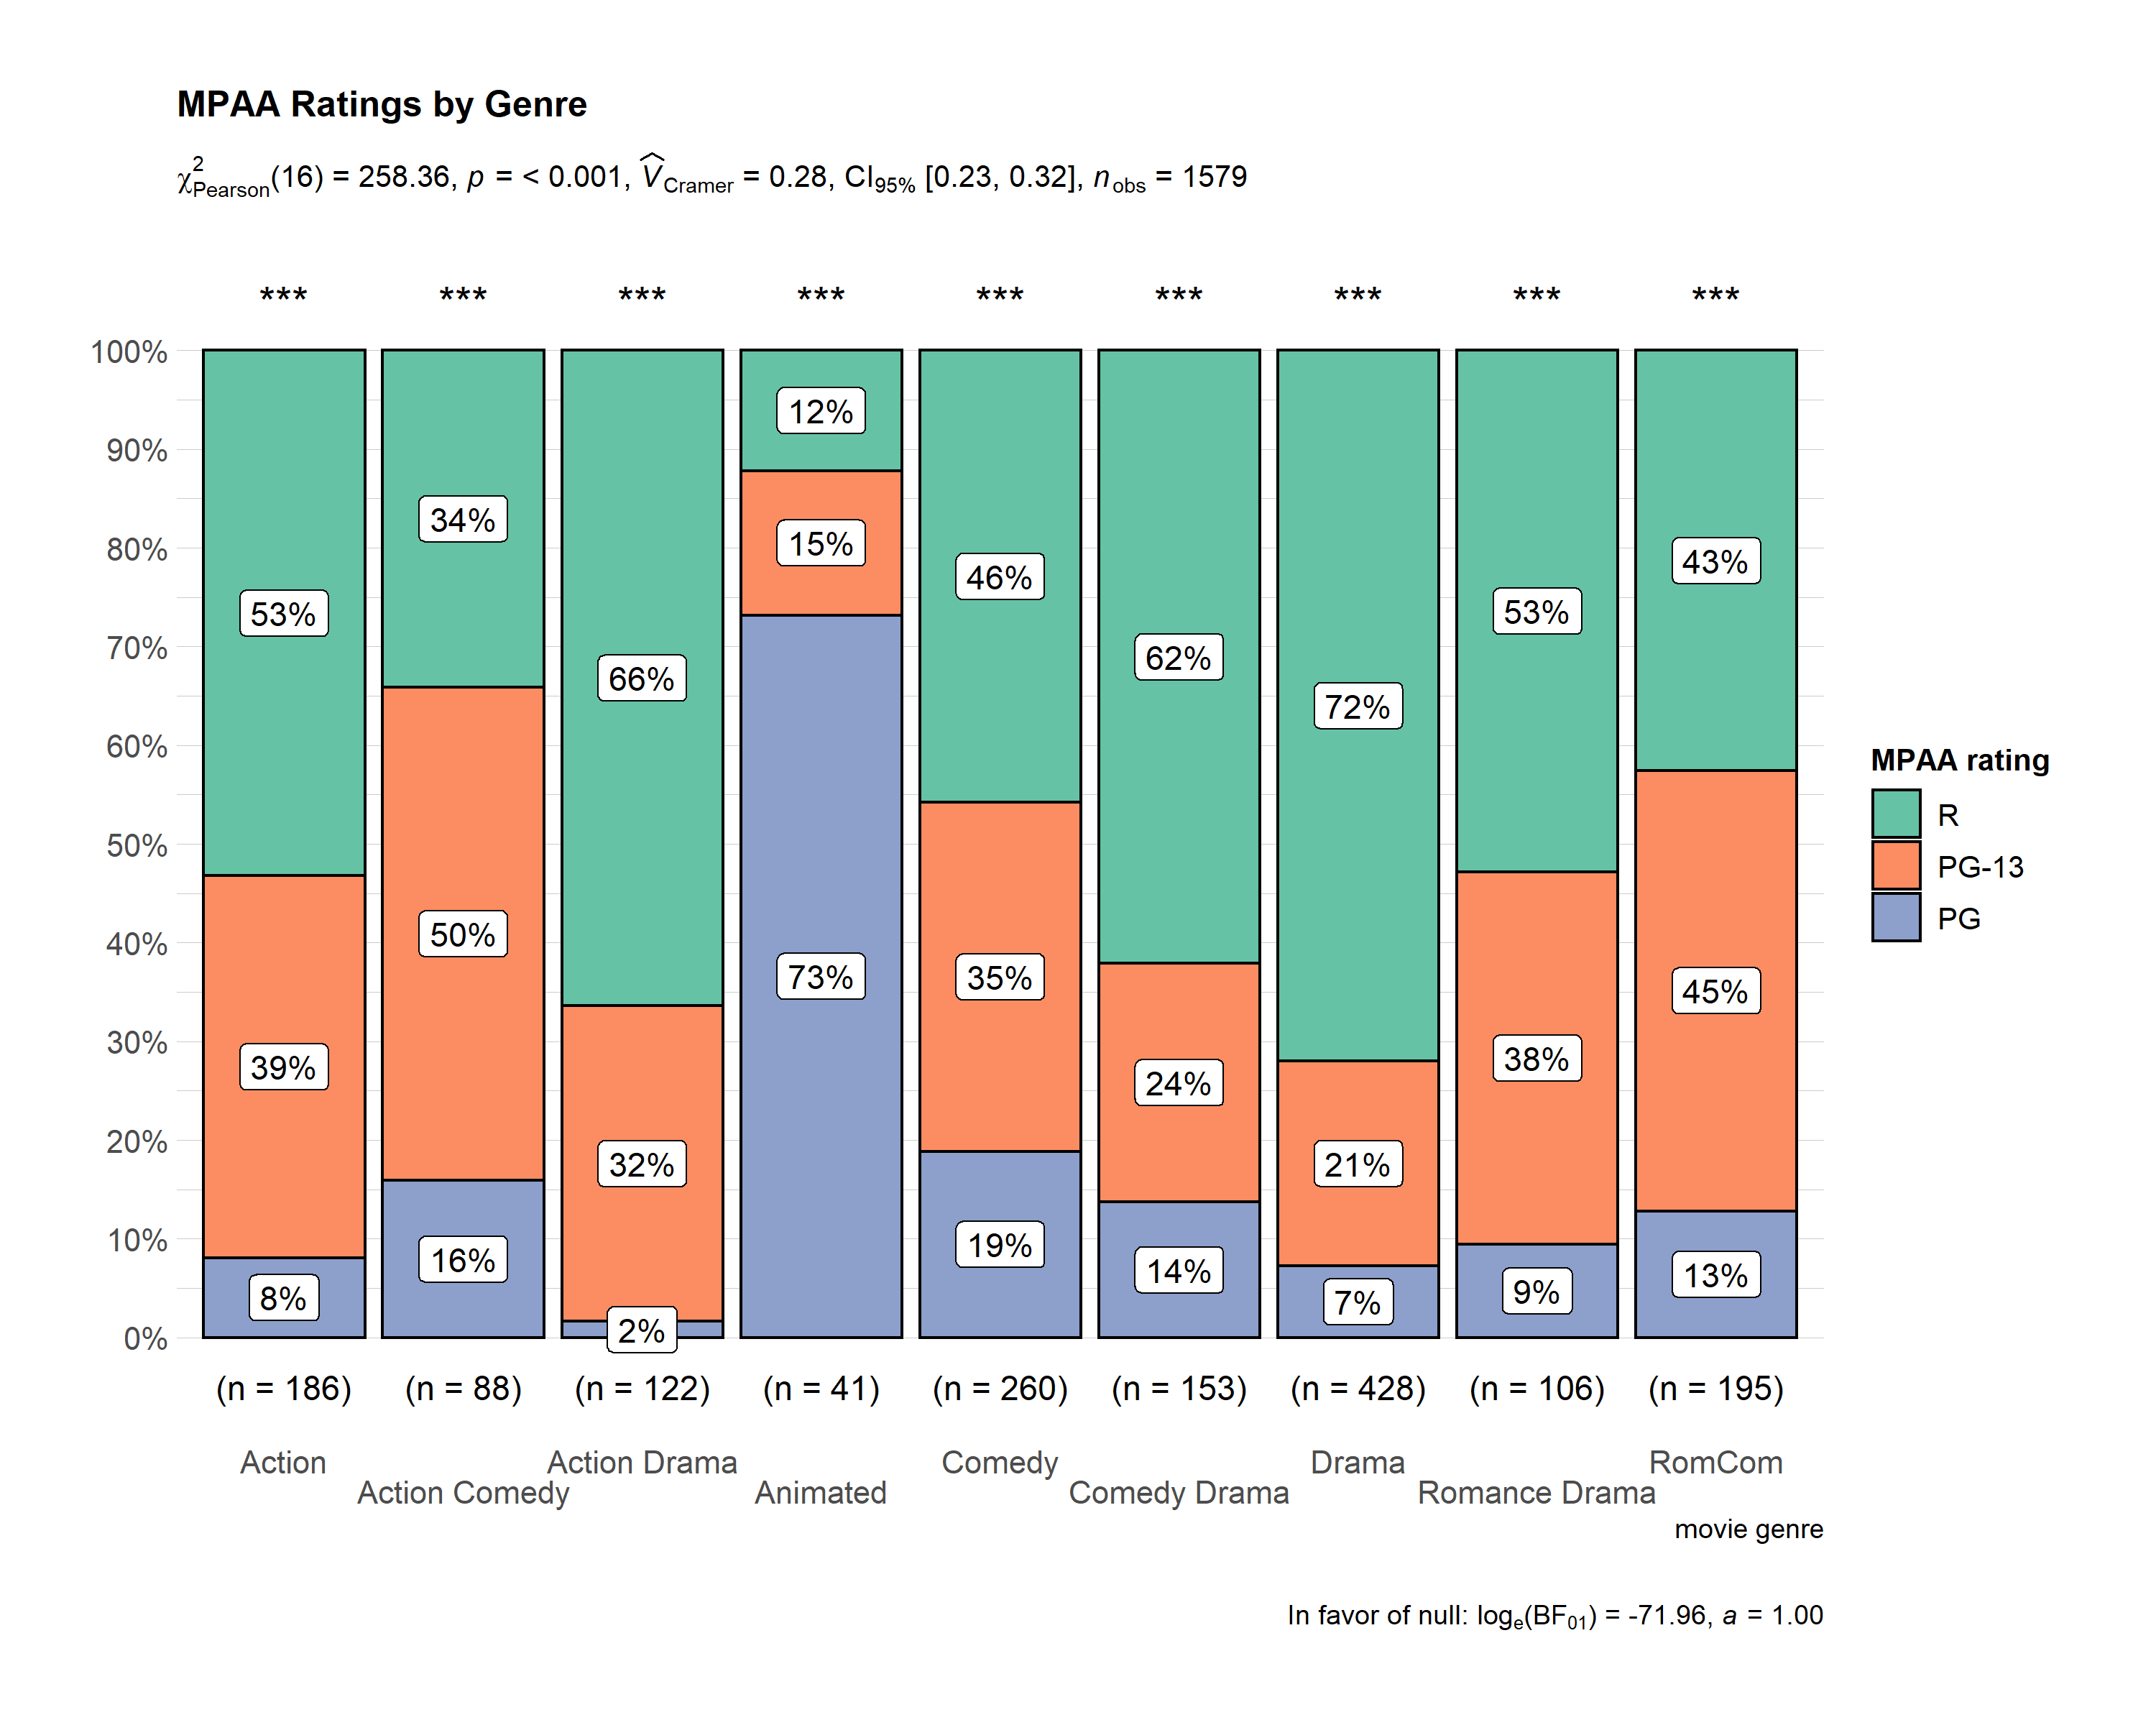 MPAA Ratings by Genre
χ²Pearson(16) = 258.36, p = < 0.001, V̂Cramer = 0.28, CI95% [0.23, 0.32], nobs = 1579
*** *** *** *** *** *** *** *** ***
100%
90%
80%
70%
60%
50%
40%
30%
20%
10%
0%
53% 34% 66% 12% 46% 62% 72% 53% 43%
39% 50% 32% 15% 35% 24% 21% 38% 45%
8% 16% 2% 73% 19% 14% 7% 9% 13%
(n = 186) (n = 88) (n = 122) (n = 41) (n = 260) (n = 153) (n = 428) (n = 106) (n = 195)
Action Action Comedy Action Drama Animated Comedy Comedy Drama Drama Romance Drama RomCom
movie genre
MPAA rating
R
PG-13
PG
In favor of null: loge(BF01) = -71.96, a = 1.00